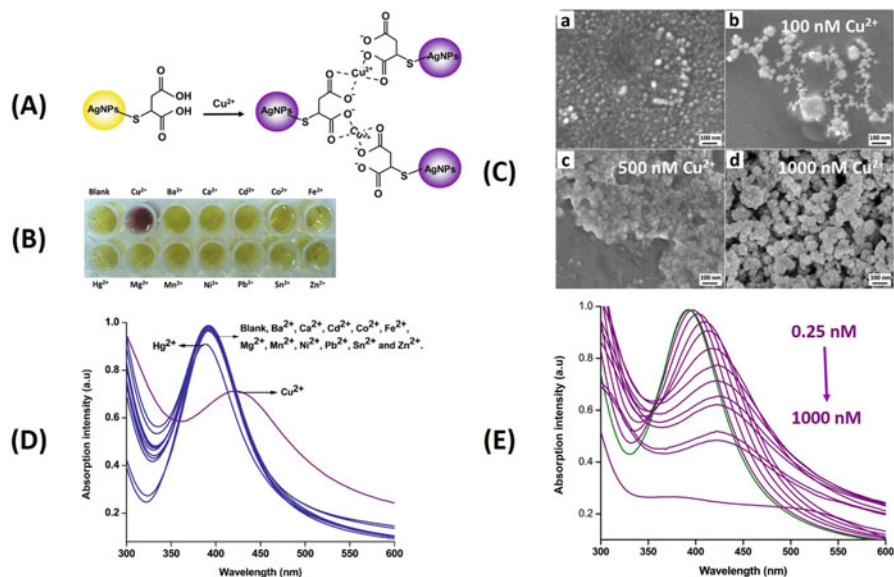 (A)
AgNPs
S
O
OH
OH
O
Cu²⁺
AgNPs
S
O
O⁻
O⁻
O
Cu²⁺
⁻O
O
⁻O
O
S
AgNPs
⁻O
O
⁻O
O
S
AgNPs
(B)
Blank Cu²⁺ Ba²⁺ Ca²⁺ Cd²⁺ Co²⁺ Fe²⁺
Hg²⁺ Mg²⁺ Mn²⁺ Ni²⁺ Pb²⁺ Sn²⁺ Zn²⁺
(C)
a
100 nm
b
100 nM Cu²⁺
100 nm
c
500 nM Cu²⁺
100 nm
d
1000 nM Cu²⁺
100 nm
(D)
Absorption intensity (a.u)
1.0
0.8
0.6
0.4
0.2
Blank, Ba²⁺, Ca²⁺, Cd²⁺, Co²⁺, Fe²⁺,
Mg²⁺, Mn²⁺, Ni²⁺, Pb²⁺, Sn²⁺ and Zn²⁺.
Hg²⁺
Cu²⁺
300 350 400 450 500 550 600
Wavelength (nm)
(E)
Absorption intensity (a.u)
1.0
0.8
0.6
0.4
0.2
0.25 nM
1000 nM
300 350 400 450 500 550 600
Wavelength (nm)